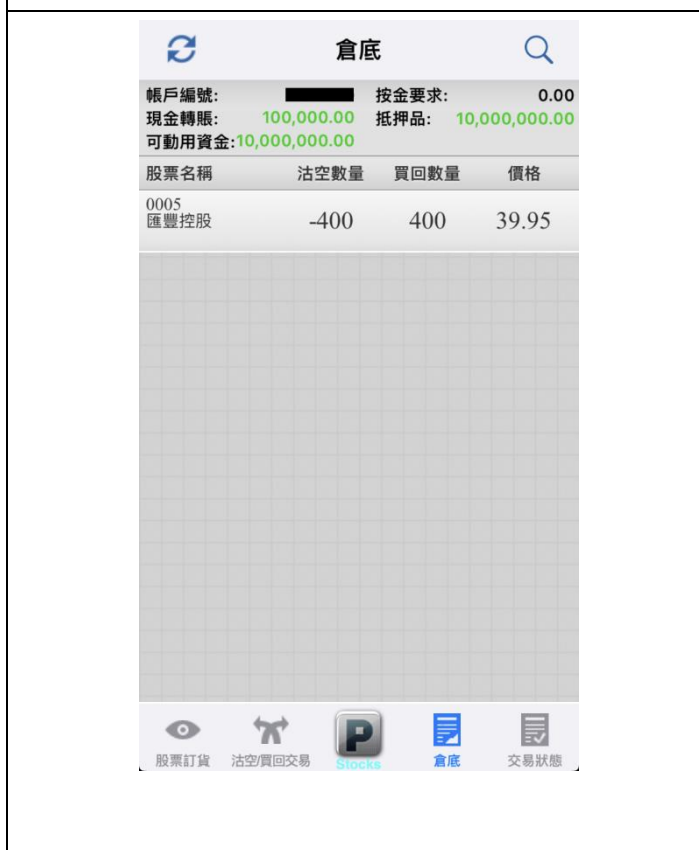 倉底
帳戶編號: 按金要求: 0.00
現金轉賬: 100,000.00 抵押品: 10,000,000.00
可動用資金:10,000,000.00
股票名稱 沽空數量 買回數量 價格
0005
匯豐控股 -400 400 39.95
股票訂貨 沽空/買回交易 Stocks 倉底 交易狀態